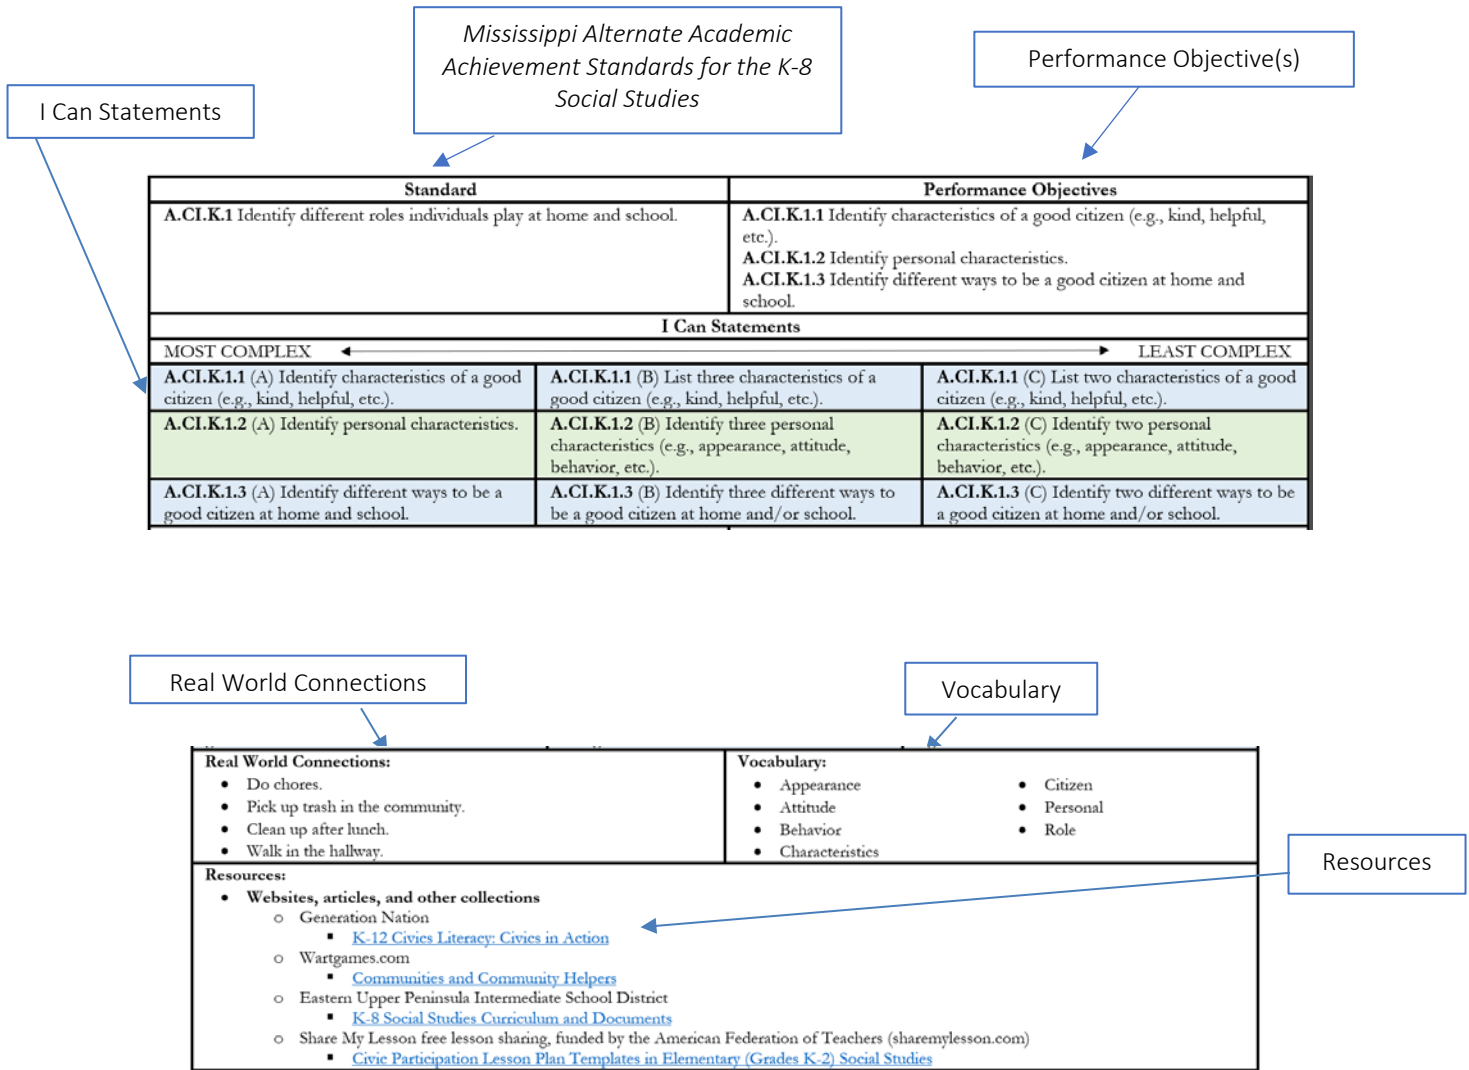 Mississippi Alternate Academic
Achievement Standards for the K-8
Social Studies
Performance Objective(s)
I Can Statements
Standard
Performance Objectives
A.CI.K.1 Identify different roles individuals play at home and school.
A.CI.K.1.1 Identify characteristics of a good citizen (e.g., kind, helpful,
etc.).
A.CI.K.1.2 Identify personal characteristics.
A.CI.K.1.3 Identify different ways to be a good citizen at home and
school.
I Can Statements
MOST COMPLEX
LEAST COMPLEX
A.CI.K.1.1 (A) Identify characteristics of a good
citizen (e.g., kind, helpful, etc.).
A.CI.K.1.1 (B) List three characteristics of a
good citizen (e.g., kind, helpful, etc.).
A.CI.K.1.1 (C) List two characteristics of a good
citizen (e.g., kind, helpful, etc.).
A.CI.K.1.2 (A) Identify personal characteristics.
A.CI.K.1.2 (B) Identify three personal
characteristics (e.g., appearance, attitude,
behavior, etc.).
A.CI.K.1.2 (C) Identify two personal
characteristics (e.g., appearance, attitude,
behavior, etc.).
A.CI.K.1.3 (A) Identify different ways to be a
good citizen at home and school.
A.CI.K.1.3 (B) Identify three different ways to
be a good citizen at home and/or school.
A.CI.K.1.3 (C) Identify two different ways to be
a good citizen at home and/or school.
Real World Connections
Vocabulary
Real World Connections:
• Do chores.
• Pick up trash in the community.
• Clean up after lunch.
• Walk in the hallway.
Vocabulary:
• Appearance
• Attitude
• Behavior
• Characteristics
• Citizen
• Personal
• Role
Resources
Resources:
• Websites, articles, and other collections
o Generation Nation
▪ K-12 Civics Literacy: Civics in Action
o Wartgames.com
▪ Communities and Community Helpers
o Eastern Upper Peninsula Intermediate School District
▪ K-8 Social Studies Curriculum and Documents
o Share My Lesson free lesson sharing, funded by the American Federation of Teachers (sharemylesson.com)
▪ Civic Participation Lesson Plan Templates in Elementary (Grades K-2) Social Studies